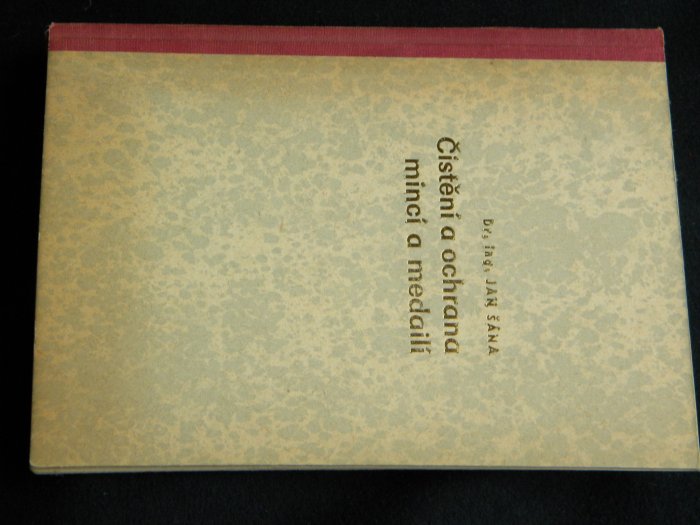 Dr. ing. JAN ŠÁNA
Čistění a ochrana
mincí a medailí